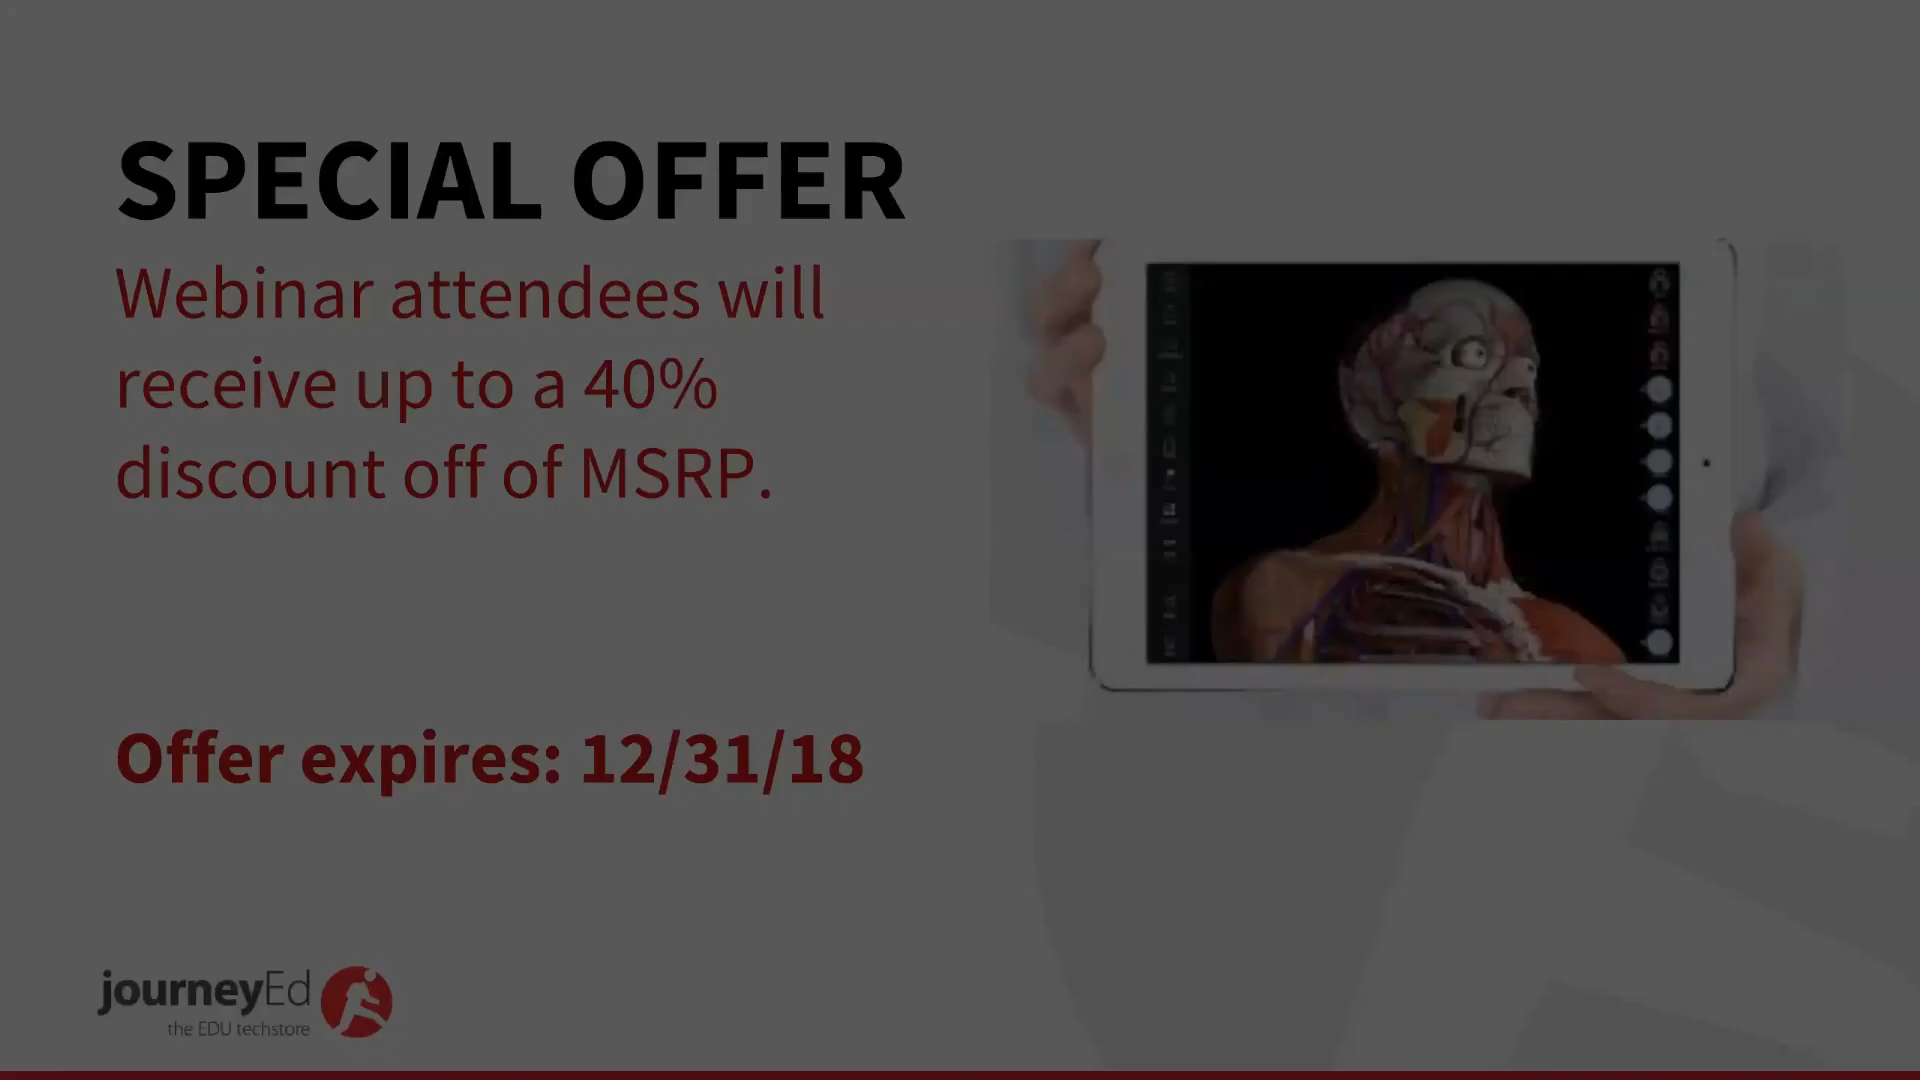 SPECIAL OFFER
Webinar attendees will
receive up to a 40%
discount off of MSRP.
Offer expires: 12/31/18
journeyEd
the EDU techstore